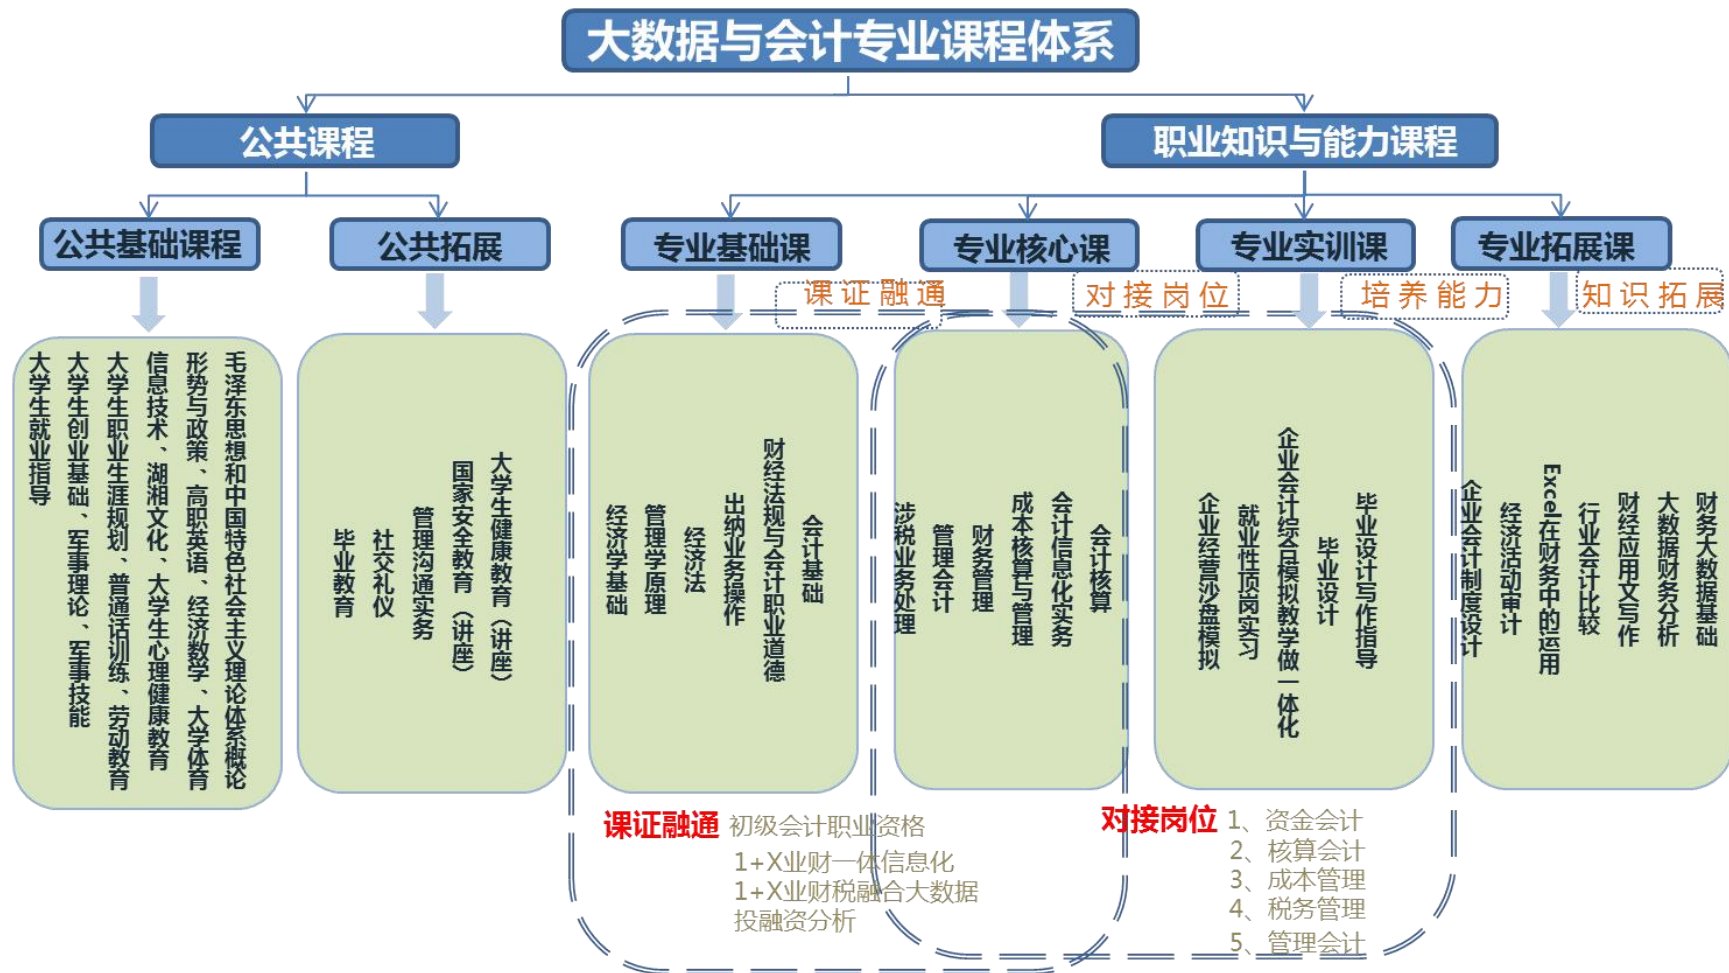 大数据与会计专业课程体系
公共课程
职业知识与能力课程
公共基础课程
公共拓展
专业基础课
专业核心课
专业实训课
专业拓展课
课证融通
对接岗位
培养能力
知识拓展
毛泽东思想和中国特色社会主义理论体系概论
形势与政策、高职英语、经济数学、大学体育
信息技术、湖湘文化、大学生心理健康教育
大学生职业生涯规划、普通话训练、劳动教育
大学生创业基础、军事理论、军事技能
大学生就业指导
大学生健康教育（讲座）
国家安全教育（讲座）
管理沟通实务
社交礼仪
毕业教育
会计基础
财经法规与会计职业道德
出纳业务操作
经济法
管理学原理
经济学基础
会计核算
会计信息化实务
成本核算与管理
财务管理
管理会计
涉税业务处理
毕业设计写作指导
毕业设计
企业会计综合模拟教学做一体化
就业性顶岗实习
企业经营沙盘模拟
财务大数据基础
大数据财务分析
财经应用文写作
行业会计比较
Excel在财务中的运用
经济活动审计
企业会计制度设计
课证融通 初级会计职业资格
1+X业财一体信息化
1+X业财税融合大数据
投融资分析
对接岗位 1、资金会计
2、核算会计
3、成本管理
4、税务管理
5、管理会计